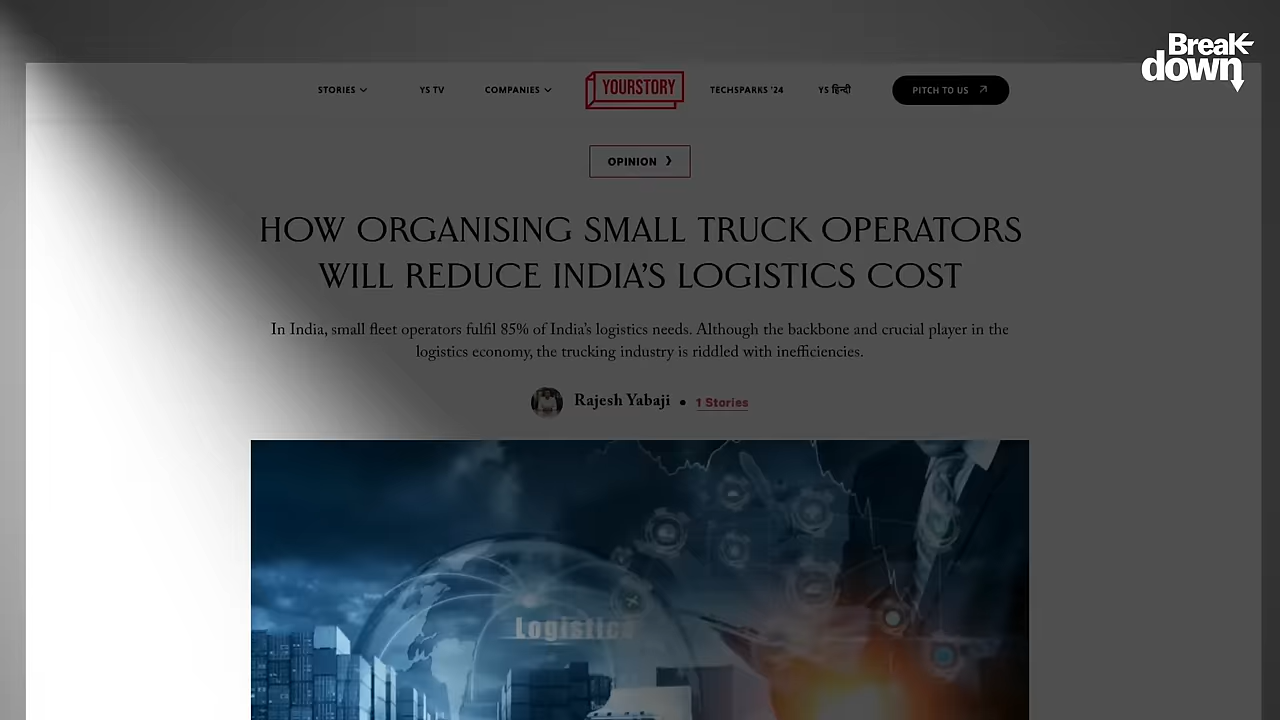 Break
down
STORIES
YS TV
COMPANIES
YOURSTORY
TECHSPARKS '24
YS हिन्दी
PITCH TO US
OPINION
HOW ORGANISING SMALL TRUCK OPERATORS
WILL REDUCE INDIA'S LOGISTICS COST
In India, small fleet operators fulfil 85% of India's logistics needs. Although the backbone and crucial player in the
logistics economy, the trucking industry is riddled with inefficiencies.
Rajesh Yabaji • 1 Stories
Logistics